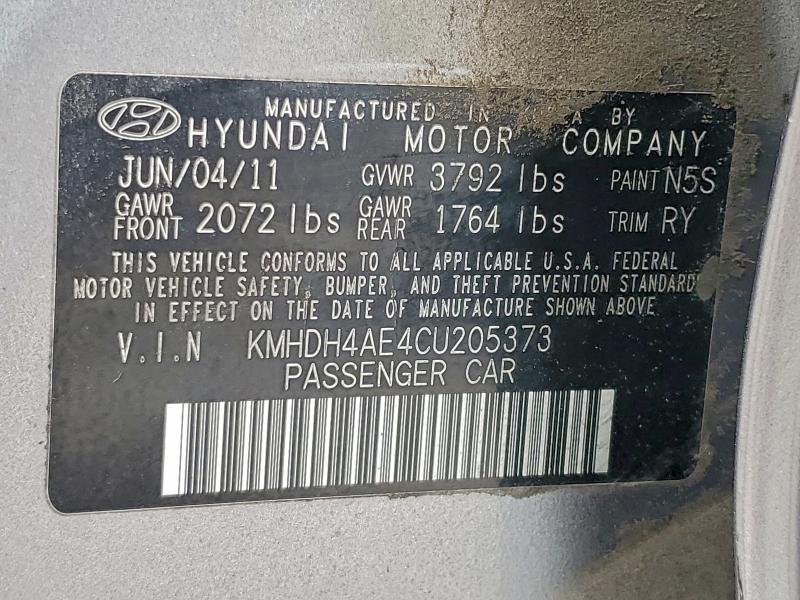 MANUFACTURED IN A BY
HYUNDAI MOTOR COMPANY
JUN/04/11 GVWR 3792 lbs PAINT N5S
GAWR FRONT 2072 lbs GAWR REAR 1764 lbs TRIM RY
THIS VEHICLE CONFORMS TO ALL APPLICABLE U.S.A. FEDERAL
MOTOR VEHICLE SAFETY, BUMPER, AND THEFT PREVENTION STANDARD
IN EFFECT ON THE DATE OF MANUFACTURE SHOWN ABOVE.
V.I.N KMHDH4AE4CU205373
PASSENGER CAR